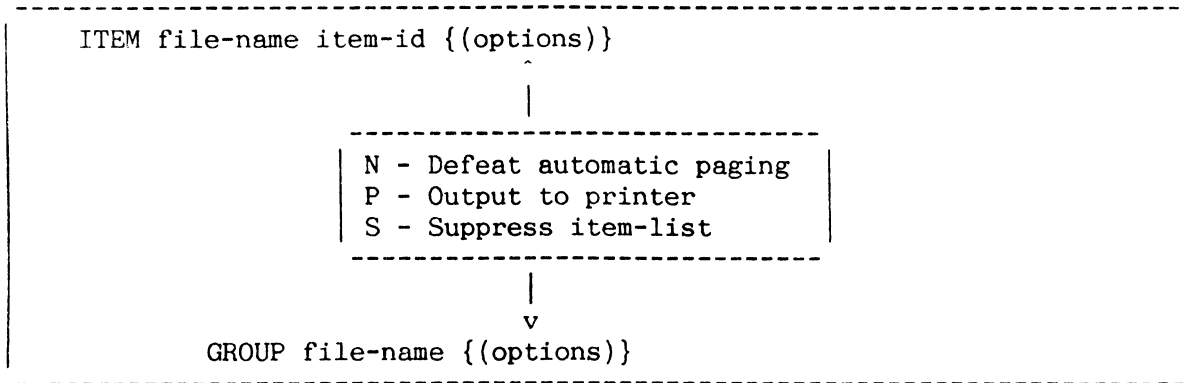 ITEM file-name item-id {(options)}
N - Defeat automatic paging
P - Output to printer
S - Suppress item-list
GROUP file-name {(options)}